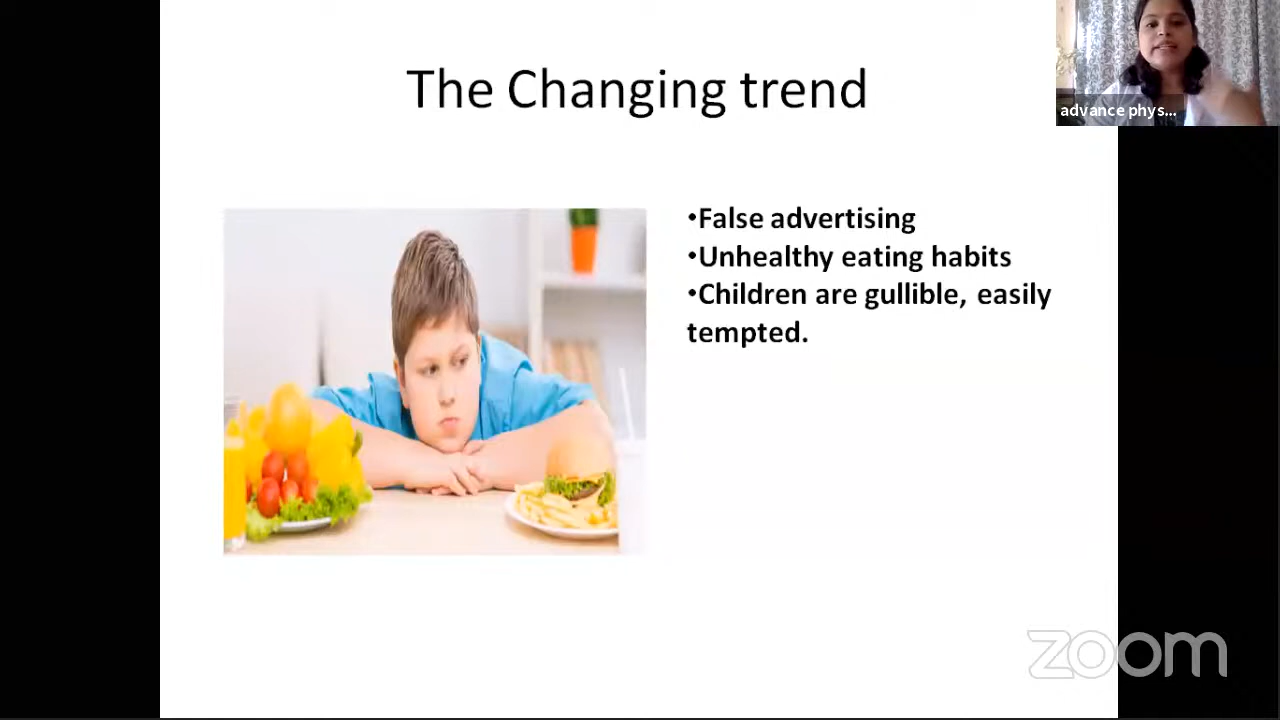 The Changing trend
advance phys...
•False advertising
•Unhealthy eating habits
•Children are gullible, easily
tempted.
zoom